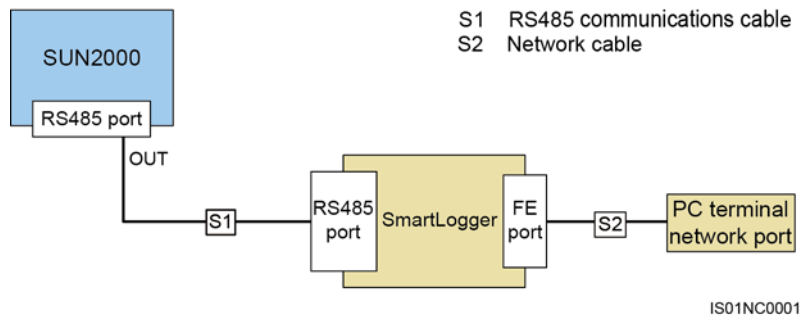 S1 RS485 communications cable
S2 Network cable
SUN2000
RS485 port
OUT
S1
RS485
port
SmartLogger
FE
port
S2
PC terminal
network port
IS01NC0001